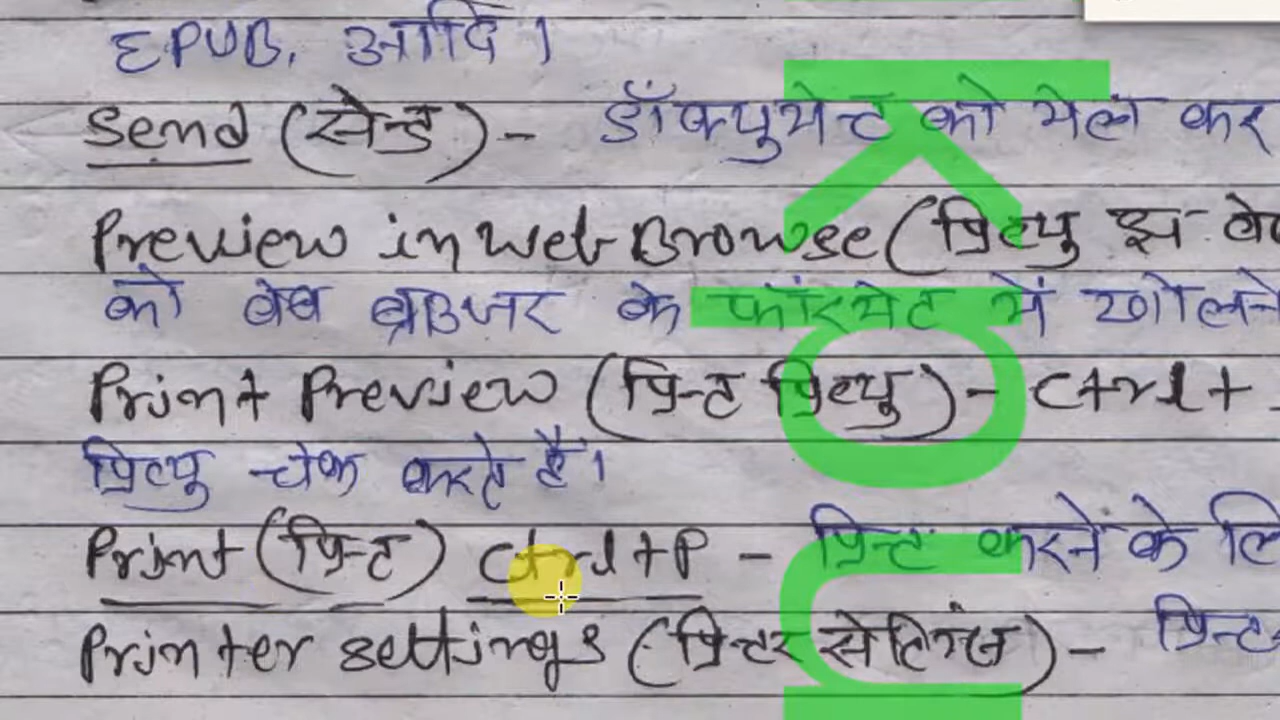 EPUB, आदि।
Send (सेन्ड) - डॉक्युमेंट को मेल कर
Preview in web Browse (प्रिव्यु इन वे
को वेब ब्राउजर के फॉरमेट में खोलने
Print Preview (प्रिन्ट प्रिव्यु) - Ctrl +
प्रिव्यु चेक करते है।
Print (प्रिन्ट) Ctrl+P - प्रिन्ट करने के लि
Printer settings (प्रिन्टर सेटिंग्स) - प्रिन्ट